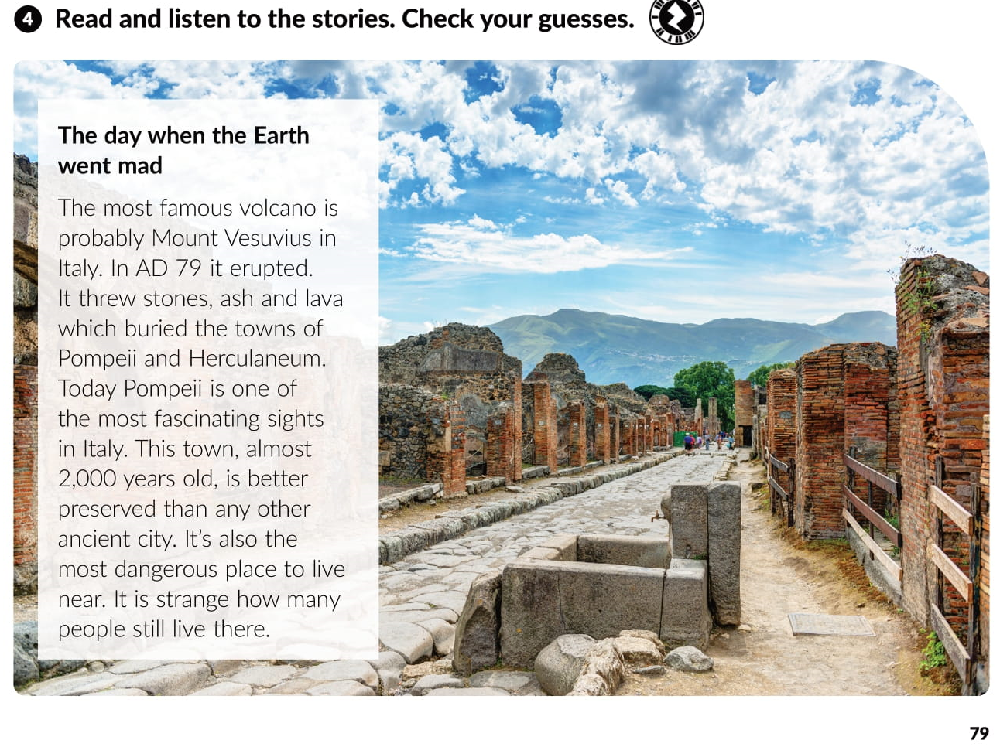 4 Read and listen to the stories. Check your guesses.
The day when the Earth
went mad
The most famous volcano is
probably Mount Vesuvius in
Italy. In AD 79 it erupted.
It threw stones, ash and lava
which buried the towns of
Pompeii and Herculaneum.
Today Pompeii is one of
the most fascinating sights
in Italy. This town, almost
2,000 years old, is better
preserved than any other
ancient city. It’s also the
most dangerous place to live
near. It is strange how many
people still live there.
79